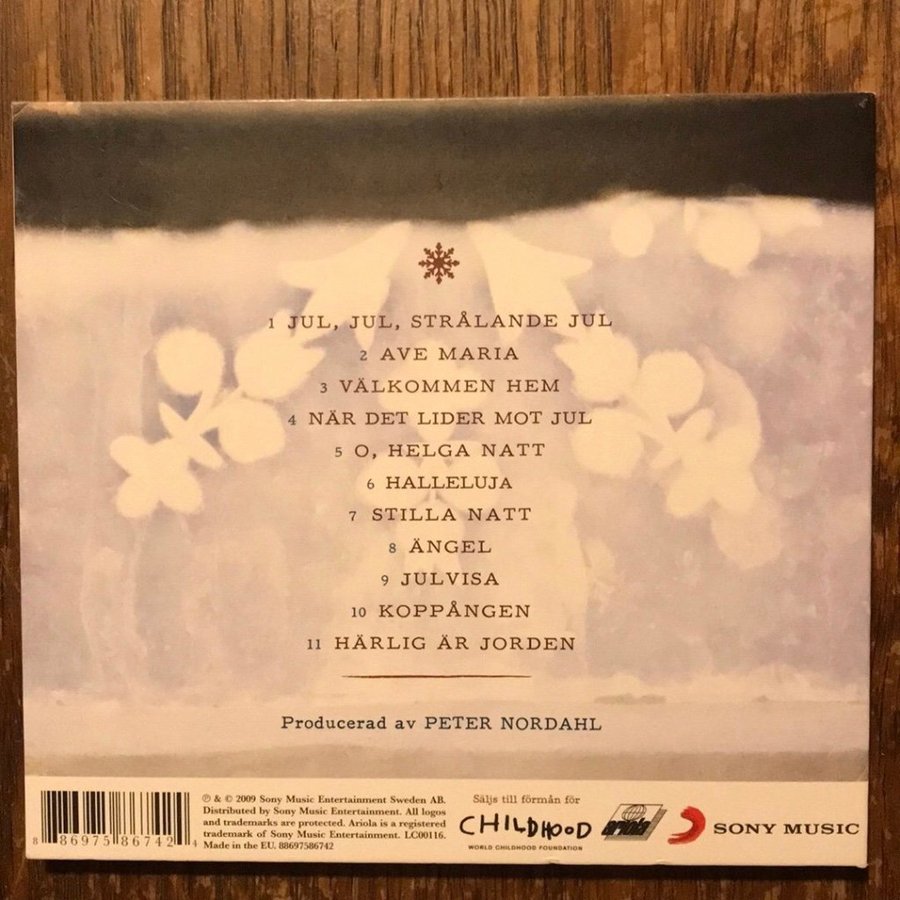 1 JUL, JUL, STRÅLANDE JUL
2 AVE MARIA
3 VÄLKOMMEN HEM
4 NÄR DET LIDER MOT JUL
5 O, HELGA NATT
6 HALLELUJA
7 STILLA NATT
8 ÄNGEL
9 JULVISA
10 KOPPÅNGEN
11 HÄRLIG ÄR JORDEN
Producerad av PETER NORDAHL
8 86975 86742 4
℗ & © 2009 Sony Music Entertainment Sweden AB.
Distributed by Sony Music Entertainment. All logos
and trademarks are protected. Ariola is a registered
trademark of Sony Music Entertainment. LC00116.
Made in the EU. 88697586742
Säljs till förmån för
CHILDHOOD
WORLD CHILDHOOD FOUNDATION
ariola
SONY MUSIC